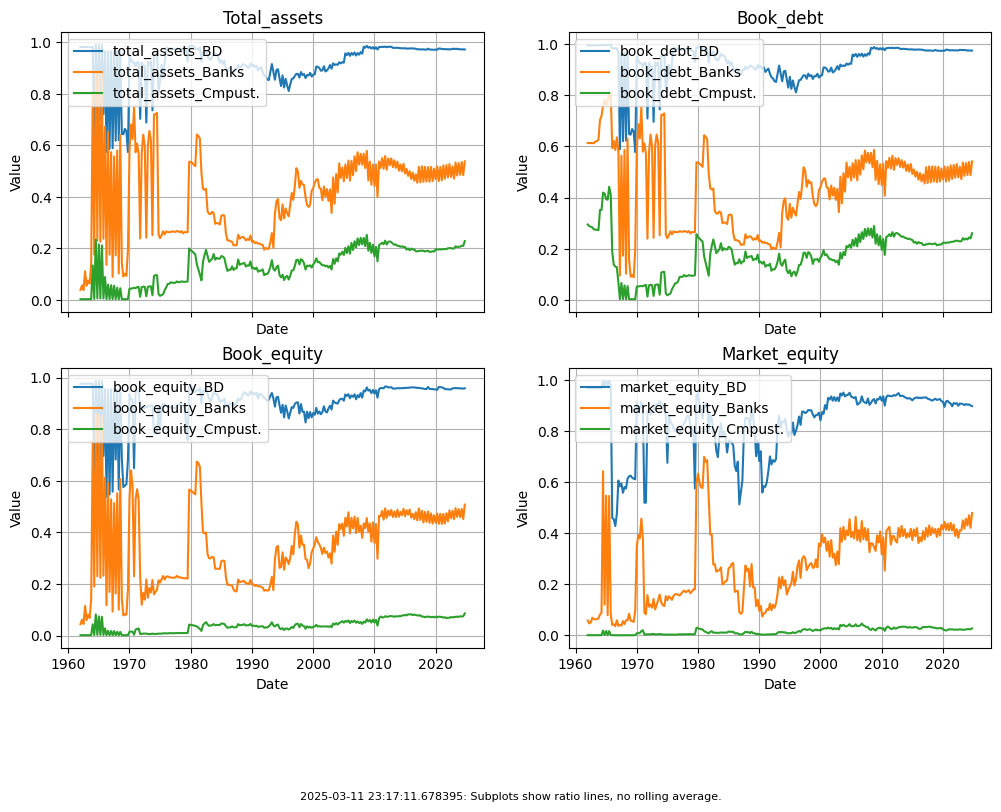 Total_assets
1.0
0.8
0.6
0.4
0.2
0.0
Value
total_assets_BD
total_assets_Banks
total_assets_Cmpust.
Date
Book_debt
1.0
0.8
0.6
0.4
0.2
0.0
Value
book_debt_BD
book_debt_Banks
book_debt_Cmpust.
Date
Book_equity
1.0
0.8
0.6
0.4
0.2
0.0
Value
book_equity_BD
book_equity_Banks
book_equity_Cmpust.
1960
1970
1980
1990
2000
2010
2020
Date
Market_equity
1.0
0.8
0.6
0.4
0.2
0.0
Value
market_equity_BD
market_equity_Banks
market_equity_Cmpust.
1960
1970
1980
1990
2000
2010
2020
Date
2025-03-11 23:17:11.678395: Subplots show ratio lines, no rolling average.